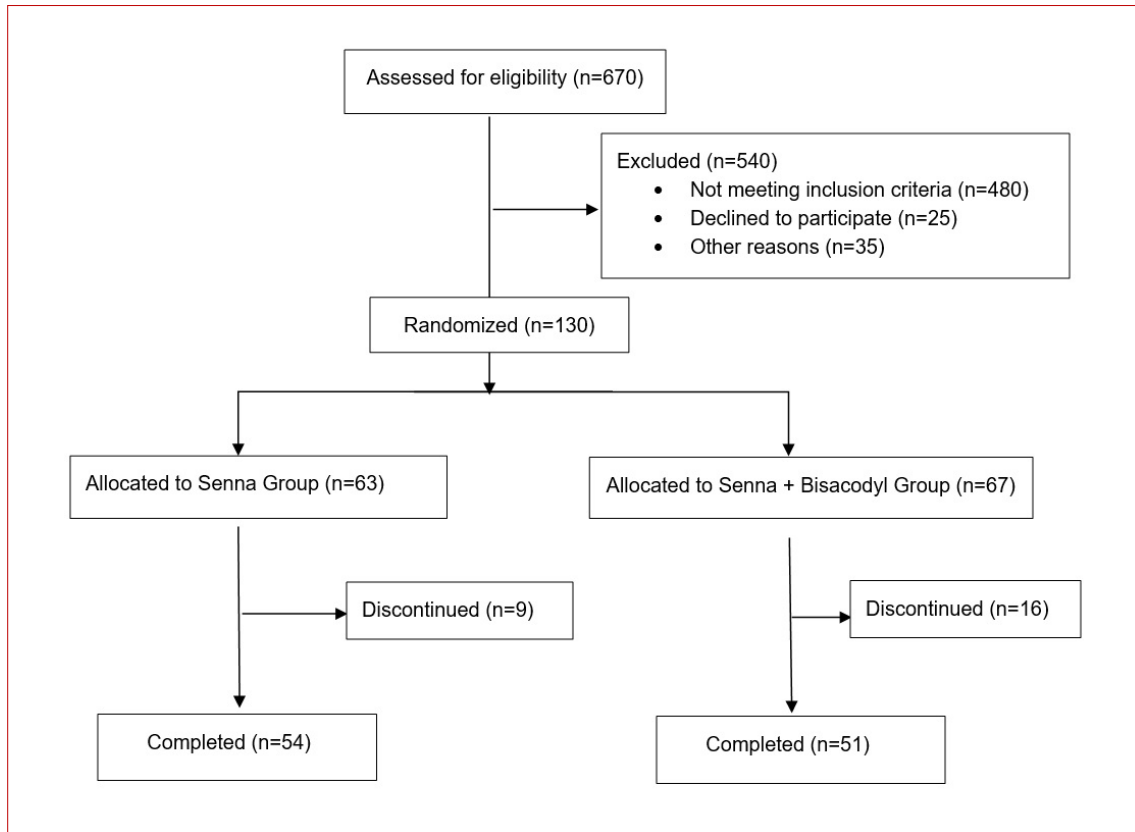 Assessed for eligibility (n=670)
Excluded (n=540)
• Not meeting inclusion criteria (n=480)
• Declined to participate (n=25)
• Other reasons (n=35)
Randomized (n=130)
Allocated to Senna Group (n=63)
Allocated to Senna + Bisacodyl Group (n=67)
Discontinued (n=9)
Discontinued (n=16)
Completed (n=54)
Completed (n=51)